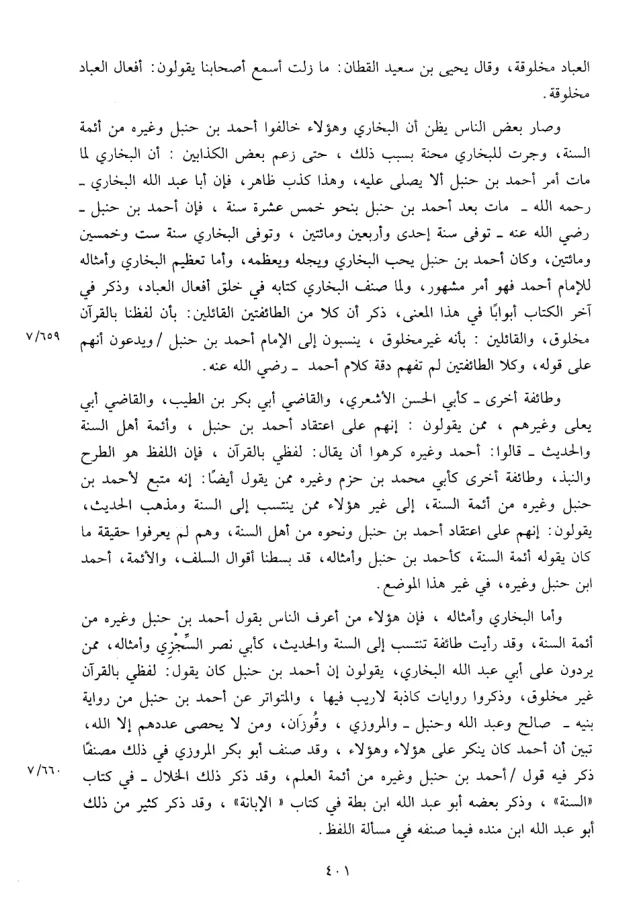 العباد مخلوقة، وقال يحيى بن سعيد القطان: ما زلت أسمع أصحابنا يقولون: أفعال العباد
مخلوقة.
وصار بعض الناس يظن أن البخاري وهؤلاء خالفوا أحمد بن حنبل وغيره من أئمة
السنة، وجرت للبخاري محنة بسبب ذلك ، حتى زعم بعض الكذابين : أن البخاري لما
مات أمر أحمد بن حنبل ألا يصلى عليه، وهذا كذب ظاهر، فإن أبا عبد الله البخاري ـ
رحمه الله ـ مات بعد أحمد بن حنبل بنحو خمس عشرة سنة ، فإن أحمد بن حنبل ـ
رضي الله عنه ـ توفى سنة إحدى وأربعين ومائتين ، وتوفى البخاري سنة ست وخمسين
ومائتين، وكان أحمد بن حنبل يحب البخاري ويجله ويعظمه، وأما تعظيم البخاري وأمثاله
للإمام أحمد فهو أمر مشهور، ولما صنف البخاري كتابه في خلق أفعال العباد، وذكر في
آخر الكتاب أبوابًا في هذا المعنى، ذكر أن كلا من الطائفتين القائلين: بأن لفظنا بالقرآن
مخلوق، والقائلين : بأنه غيرمخلوق ، ينسبون إلى الإمام أحمد بن حنبل /ويدعون أنهم
٧/٦٥٩
على قوله، وكلا الطائفتين لم تفهم دقة كلام أحمد ـ رضي الله عنه.
وطائفة أخرى ـ كأبي الحسن الأشعري، والقاضي أبي بكر بن الطيب، والقاضي أبي
يعلى وغيرهم ، ممن يقولون : إنهم على اعتقاد أحمد بن حنبل ، وأئمة أهل السنة
والحديث ـ قالوا: أحمد وغيره كرهوا أن يقال: لفظي بالقرآن ، فإن اللفظ هو الطرح
والنبذ، وطائفة أخرى كأبي محمد بن حزم وغيره ممن يقول أيضًا: إنه متبع لأحمد بن
حنبل وغيره من أئمة السنة، إلى غير هؤلاء ممن ينتسب إلى السنة ومذهب الحديث،
يقولون: إنهم على اعتقاد أحمد بن حنبل ونحوه من أهل السنة، وهم لم يعرفوا حقيقة ما
كان يقوله أئمة السنة، كأحمد بن حنبل وأمثاله، قد بسطنا أقوال السلف، والأئمة، أحمد
ابن حنبل وغيره، في غير هذا الموضع.
وأما البخاري وأمثاله ، فإن هؤلاء من أعرف الناس بقول أحمد بن حنبل وغيره من
أئمة السنة، وقد رأيت طائفة تنتسب إلى السنة والحديث، كأبي نصر السِّجْزِي وأمثاله، ممن
يردون على أبي عبد الله البخاري، يقولون إن أحمد بن حنبل كان يقول: لفظي بالقرآن
غير مخلوق، وذكروا روايات كاذبة لاريب فيها ، والمتواتر عن أحمد بن حنبل من رواية
بنيه ـ صالح وعبد الله وحنبل ـ والمروزي ، وقُوزَان، ومن لا يحصى عددهم إلا الله،
تبين أن أحمد كان ينكر على هؤلاء وهؤلاء ، وقد صنف أبو بكر المروزي في ذلك مصنفًا
ذكر فيه قول /أحمد بن حنبل وغيره من أئمة العلم، وقد ذكر ذلك الخلال ـ في كتاب
٧/٦٦٠
«السنة» ، وذكر بعضه أبو عبد الله ابن بطة في كتاب « الإبانة» ، وقد ذكر كثير من ذلك
أبو عبد الله ابن منده فيما صنفه في مسألة اللفظ.
٤٠١